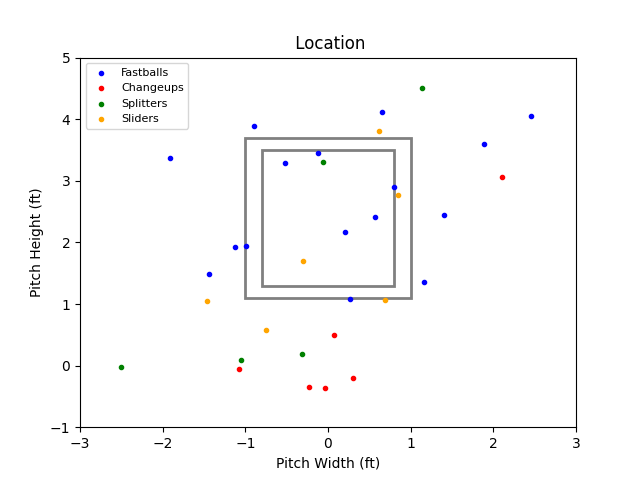 Location
Fastballs
Changeups
Splitters
Sliders
5
4
3
2
1
0
−1
−3
−2
−1
0
1
2
3
Pitch Height (ft)
Pitch Width (ft)